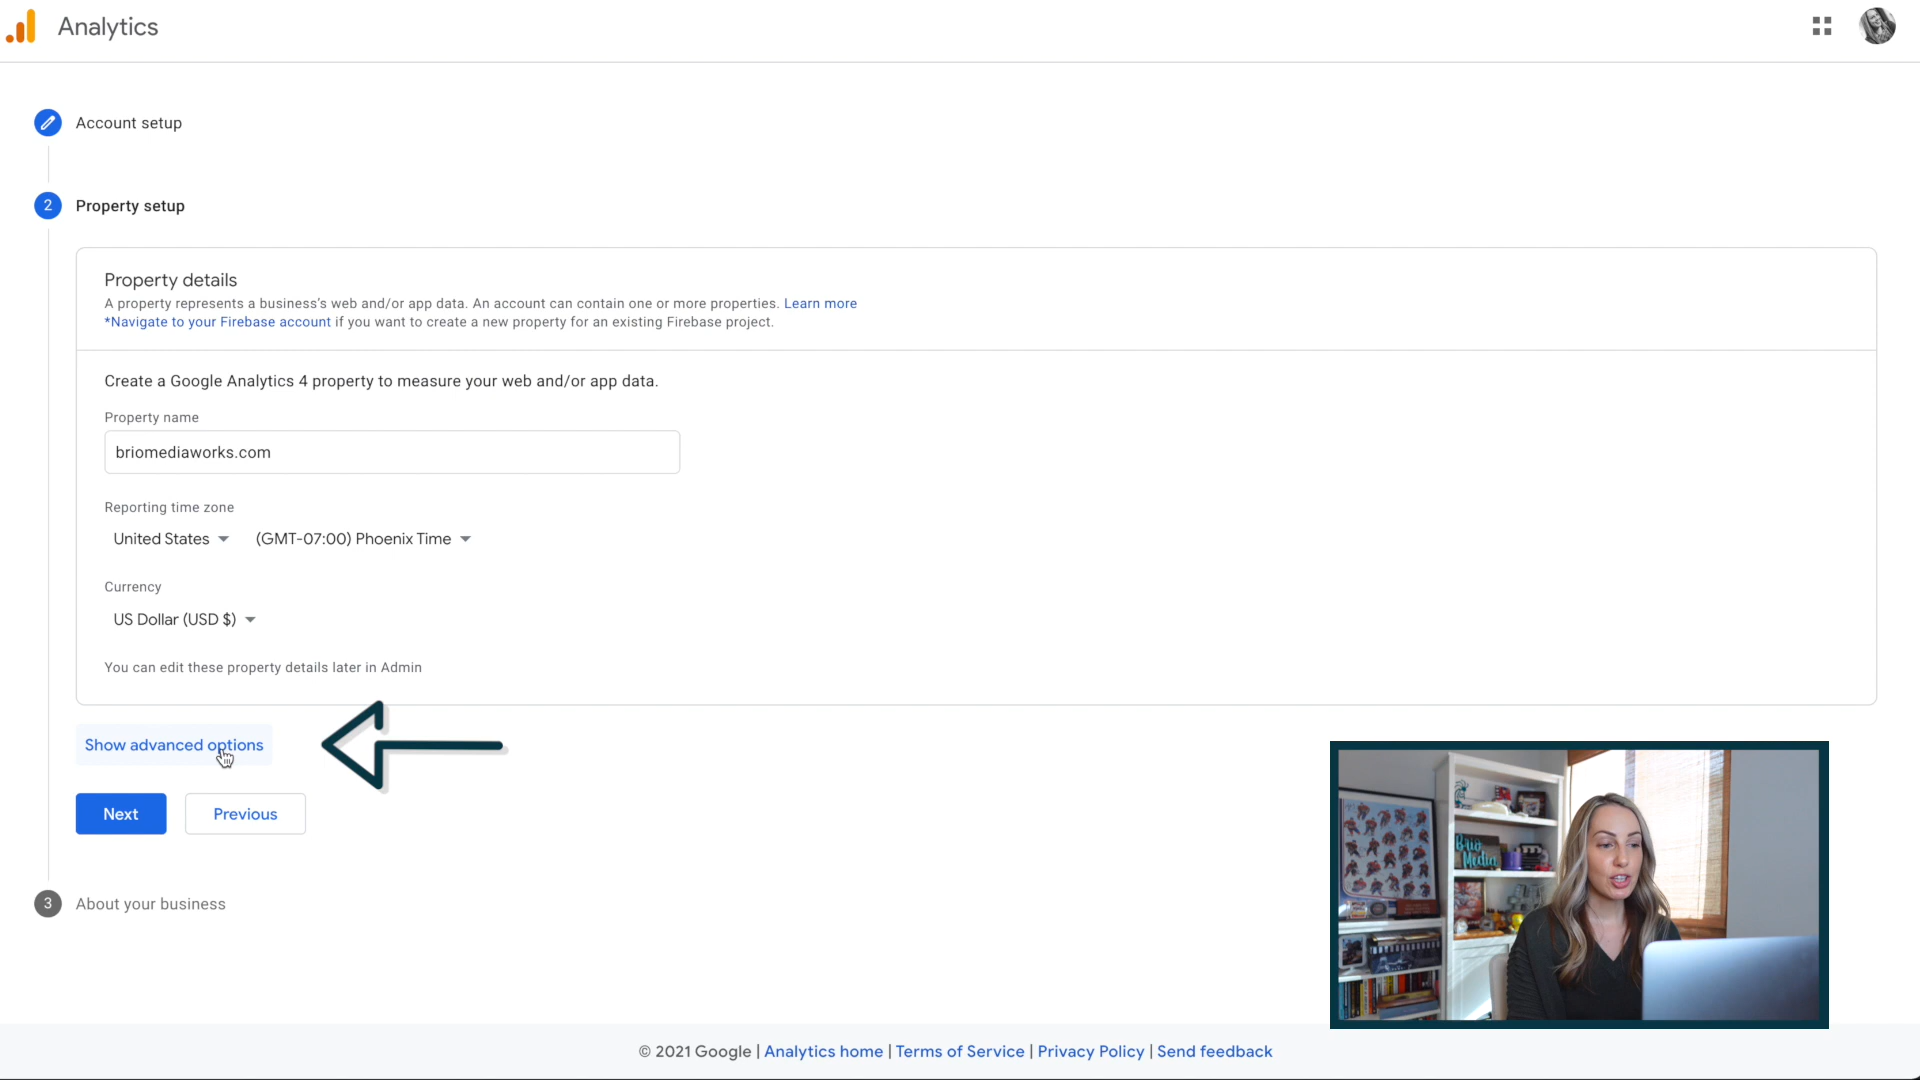 Analytics
Account setup
2 Property setup
Property details
A property represents a business's web and/or app data. An account can contain one or more properties. Learn more
*Navigate to your Firebase account if you want to create a new property for an existing Firebase project.
Create a Google Analytics 4 property to measure your web and/or app data.
Property name
briomediaworks.com
Reporting time zone
United States (GMT-07:00) Phoenix Time
Currency
US Dollar (USD $)
You can edit these property details later in Admin
Show advanced options
Next Previous
Brio
Media
3 About your business
© 2021 Google | Analytics home | Terms of Service | Privacy Policy | Send feedback